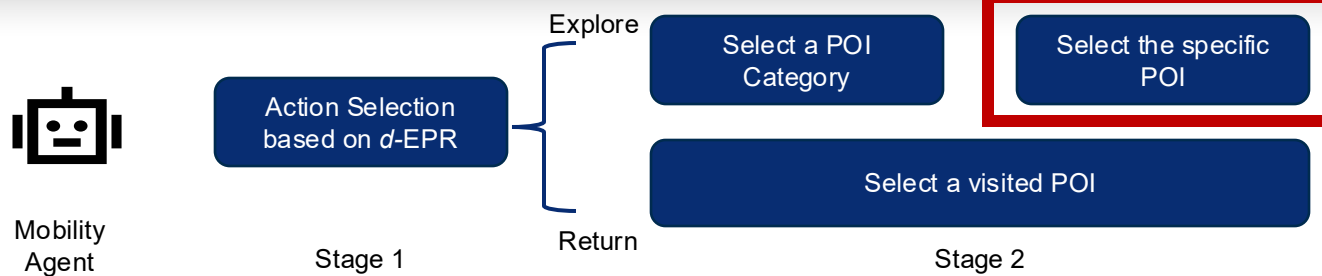 Explore
Select a POI
Category
Select the specific
POI
Action Selection
based on d-EPR
Select a visited POI
Return
Mobility
Agent
Stage 1
Stage 2